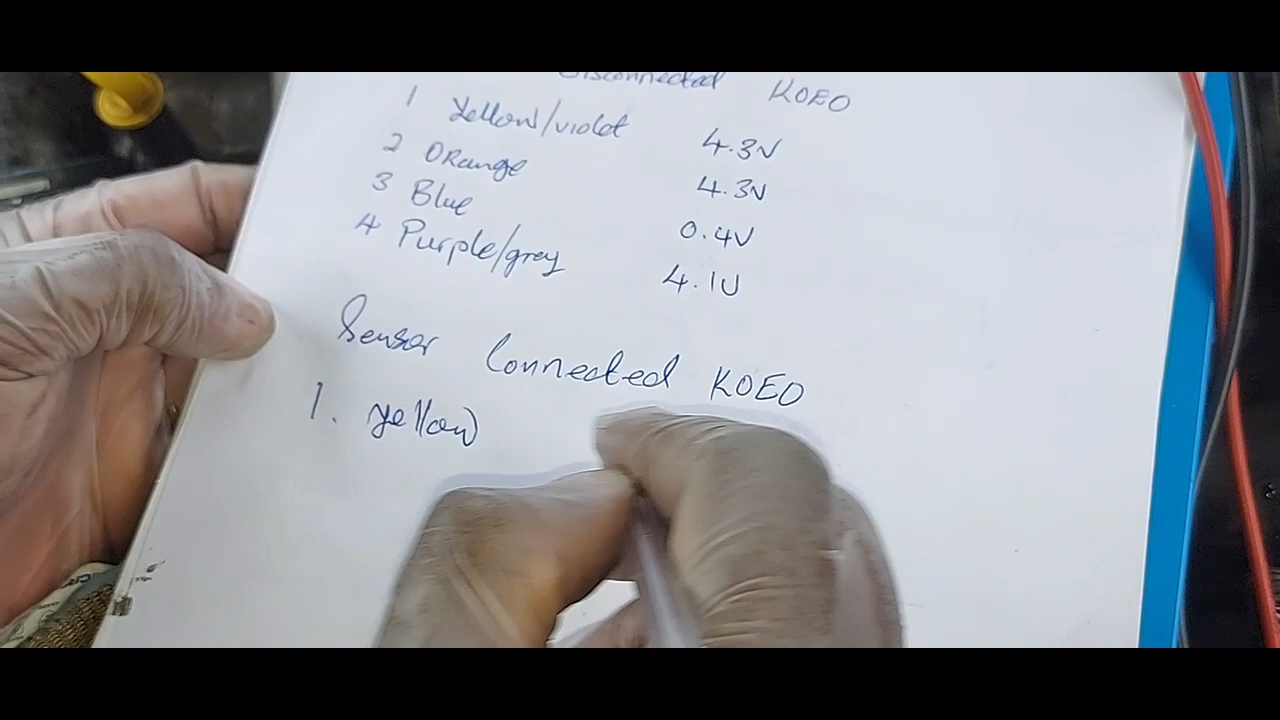 Disconnected KOEO
1 Yellow/violet 4.3V
2 ORange 4.3V
3 Blue 0.4V
4 Purple/grey 4.1V
Sensor Connected KOEO
1. Yellow